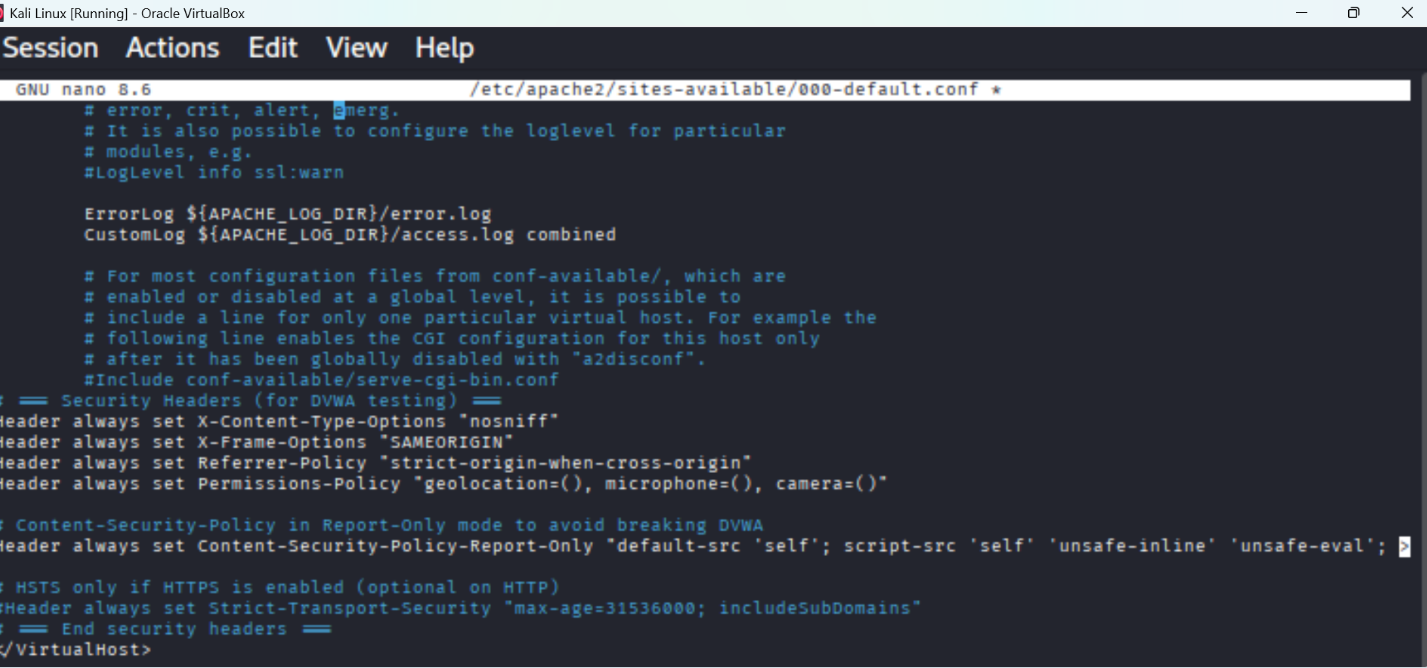 Kali Linux [Running] - Oracle VirtualBox
Session Actions Edit View Help
GNU nano 8.6 /etc/apache2/sites-available/000-default.conf *
# error, crit, alert, emerg.
# It is also possible to configure the loglevel for particular
# modules, e.g.
#LogLevel info ssl:warn
ErrorLog ${APACHE_LOG_DIR}/error.log
CustomLog ${APACHE_LOG_DIR}/access.log combined
# For most configuration files from conf-available/, which are
# enabled or disabled at a global level, it is possible to
# include a line for only one particular virtual host. For example the
# following line enables the CGI configuration for this host only
# after it has been globally disabled with "a2disconf".
#Include conf-available/serve-cgi-bin.conf
# === Security Headers (for DVWA testing) ===
Header always set X-Content-Type-Options "nosniff"
Header always set X-Frame-Options "SAMEORIGIN"
Header always set Referrer-Policy "strict-origin-when-cross-origin"
Header always set Permissions-Policy "geolocation=(), microphone=(), camera=()"
# Content-Security-Policy in Report-Only mode to avoid breaking DVWA
Header always set Content-Security-Policy-Report-Only "default-src 'self'; script-src 'self' 'unsafe-inline' 'unsafe-eval'; >
# HSTS only if HTTPS is enabled (optional on HTTP)
#Header always set Strict-Transport-Security "max-age=31536000; includeSubDomains"
# === End security headers ===
</VirtualHost>